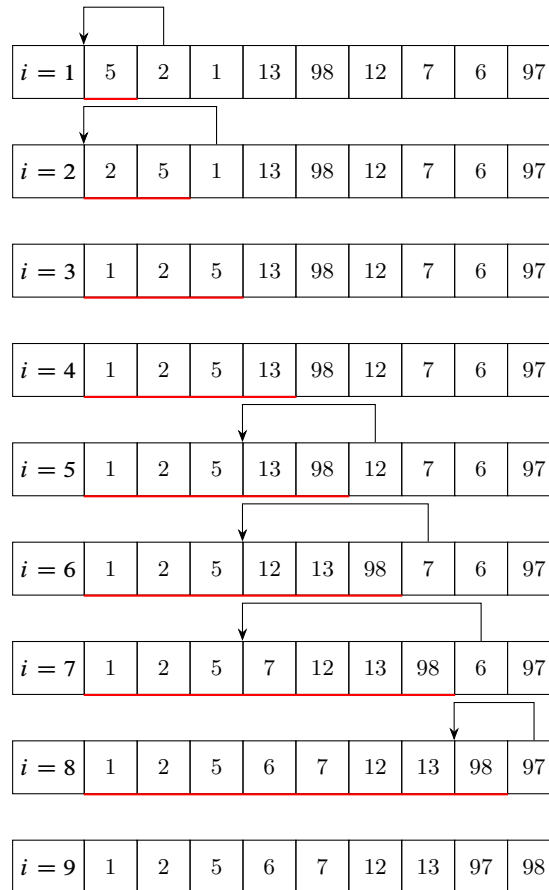 i = 1 5 2 1 13 98 12 7 6 97
i = 2 2 5 1 13 98 12 7 6 97
i = 3 1 2 5 13 98 12 7 6 97
i = 4 1 2 5 13 98 12 7 6 97
i = 5 1 2 5 13 98 12 7 6 97
i = 6 1 2 5 12 13 98 7 6 97
i = 7 1 2 5 7 12 13 98 6 97
i = 8 1 2 5 6 7 12 13 98 97
i = 9 1 2 5 6 7 12 13 97 98